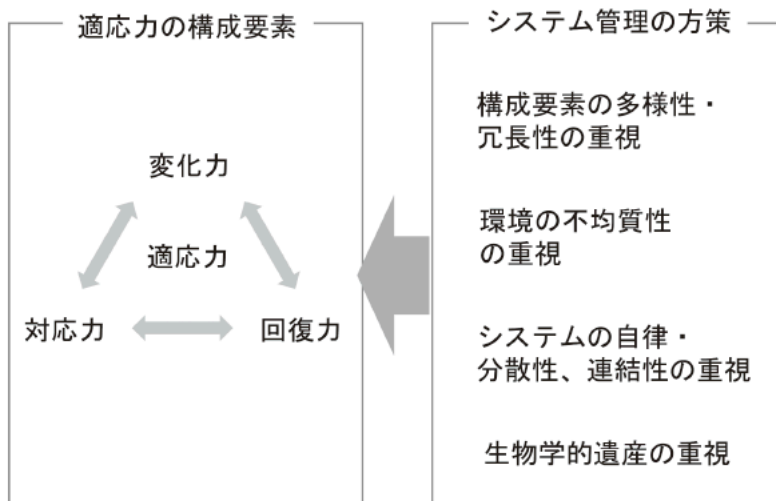 適応力の構成要素
変化力
適応力
対応力
回復力
システム管理の方策
構成要素の多様性・
冗長性の重視
環境の不均質性
の重視
システムの自律・
分散性、連結性の重視
生物学的遺産の重視